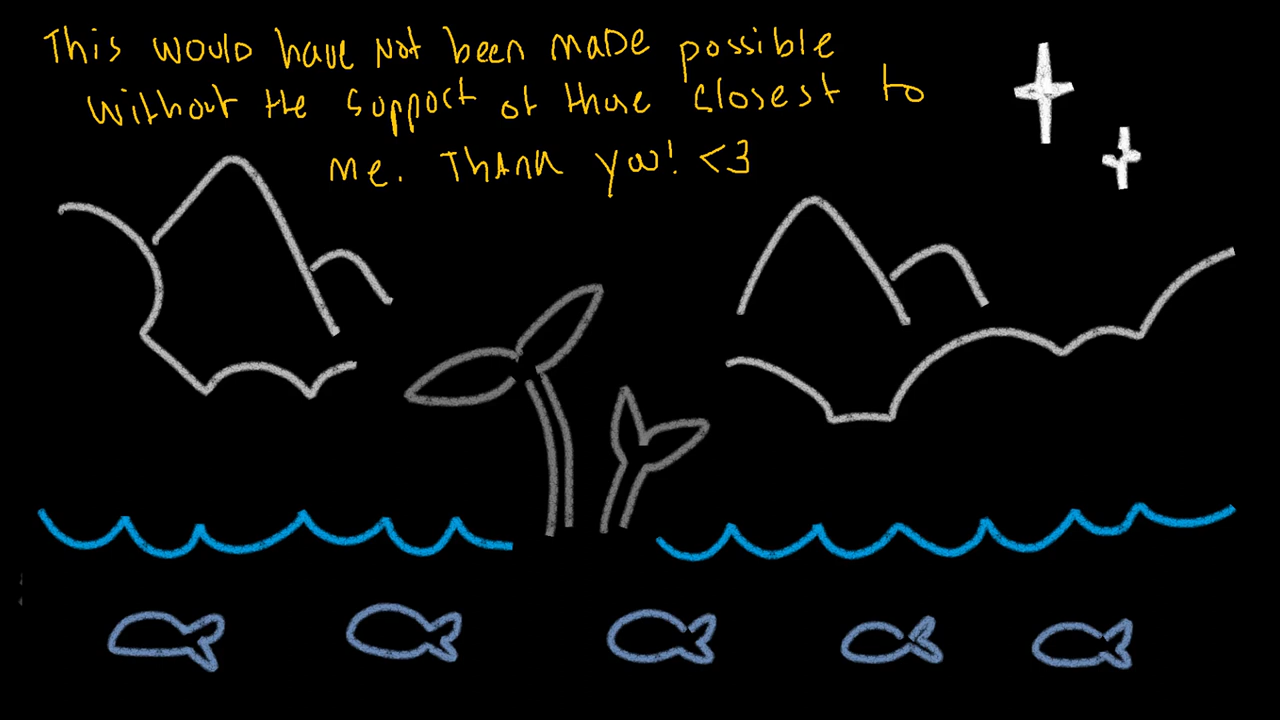 This would have not been made possible
without the support of those closest to
me. Thank you! <3